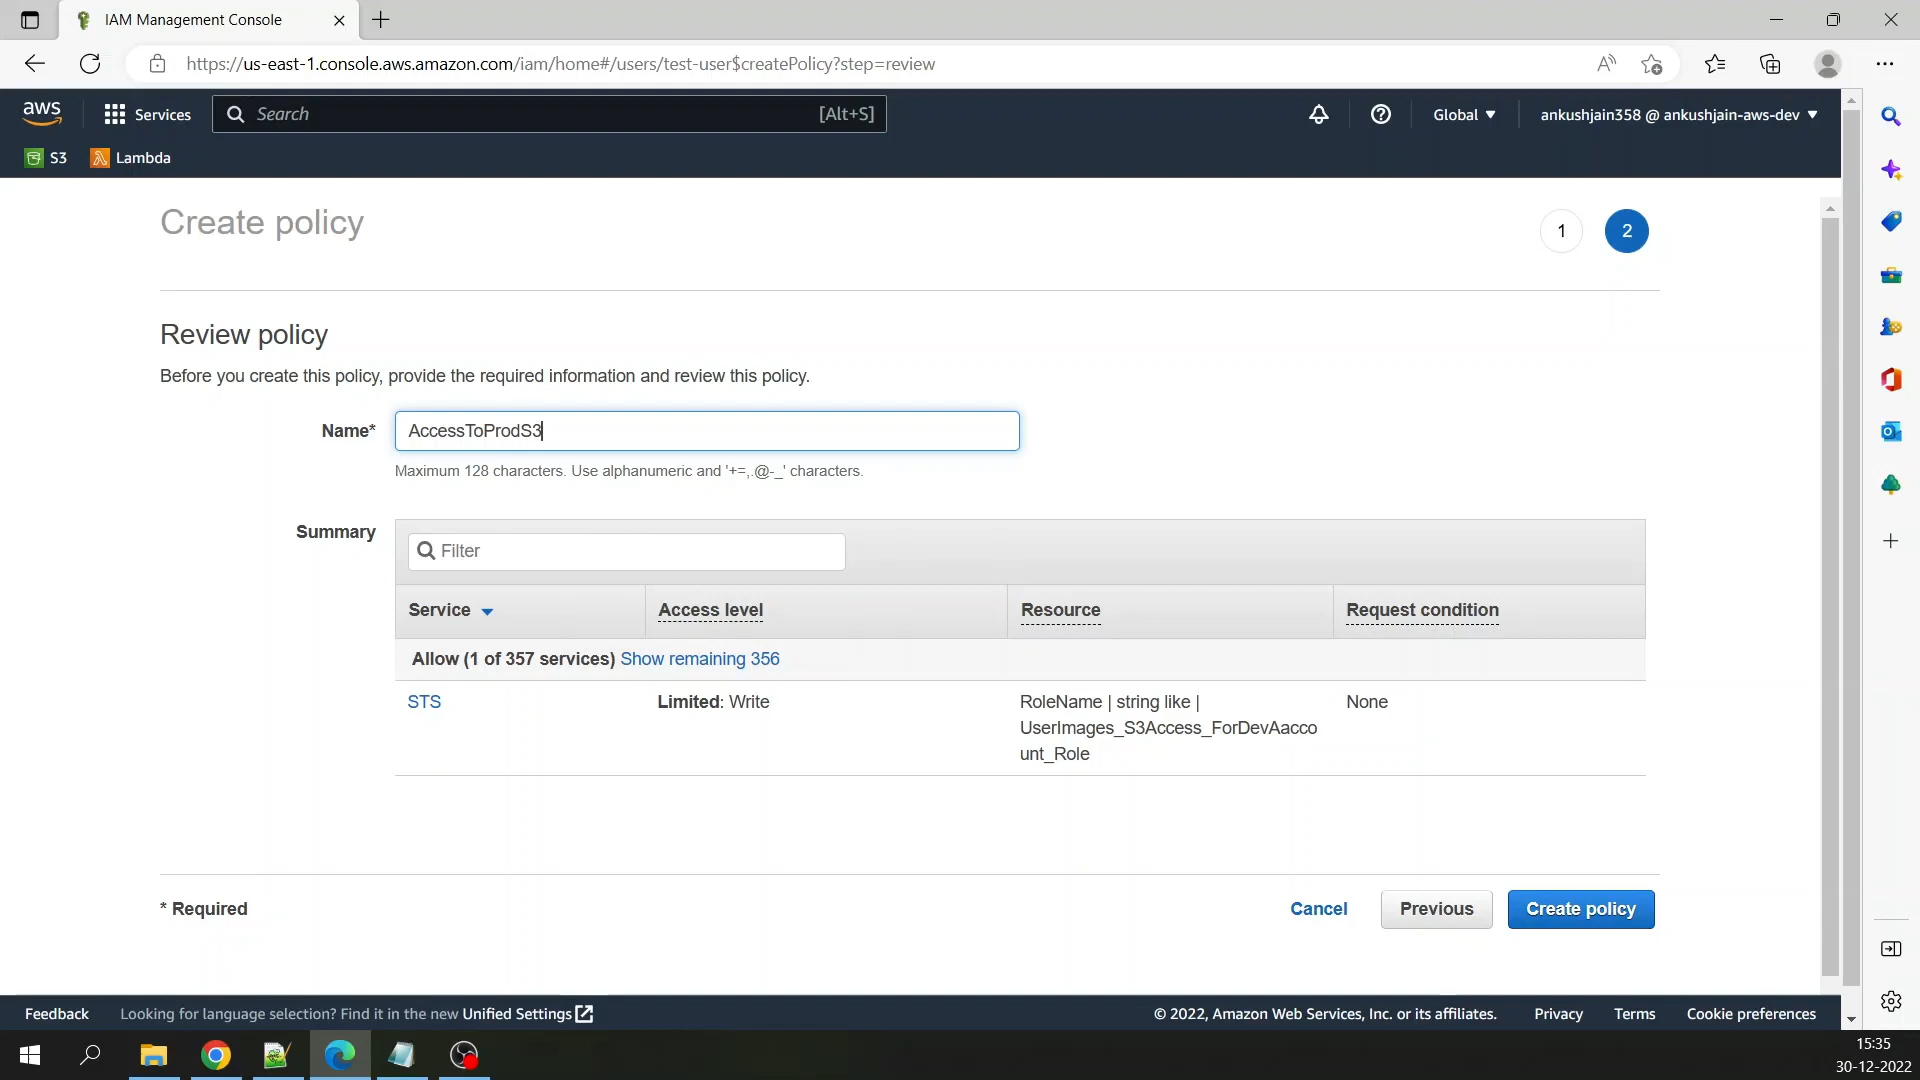 IAM Management Console
https://us-east-1.console.aws.amazon.com/iam/home#/users/test-user$createPolicy?step=review
aws
Services
Search
[Alt+S]
Global
ankushjain358 @ ankushjain-aws-dev
S3
Lambda
Create policy
1
2
Review policy
Before you create this policy, provide the required information and review this policy.
Name*
AccessToProdS3
Maximum 128 characters. Use alphanumeric and '+=,.@-_' characters.
Summary
Filter
Service
Access level
Resource
Request condition
Allow (1 of 357 services) Show remaining 356
STS
Limited: Write
RoleName | string like |
UserImages_S3Access_ForDevAacco
unt_Role
None
* Required
Cancel
Previous
Create policy
Feedback
Looking for language selection? Find it in the new Unified Settings
© 2022, Amazon Web Services, Inc. or its affiliates.
Privacy
Terms
Cookie preferences
15:35
30-12-2022